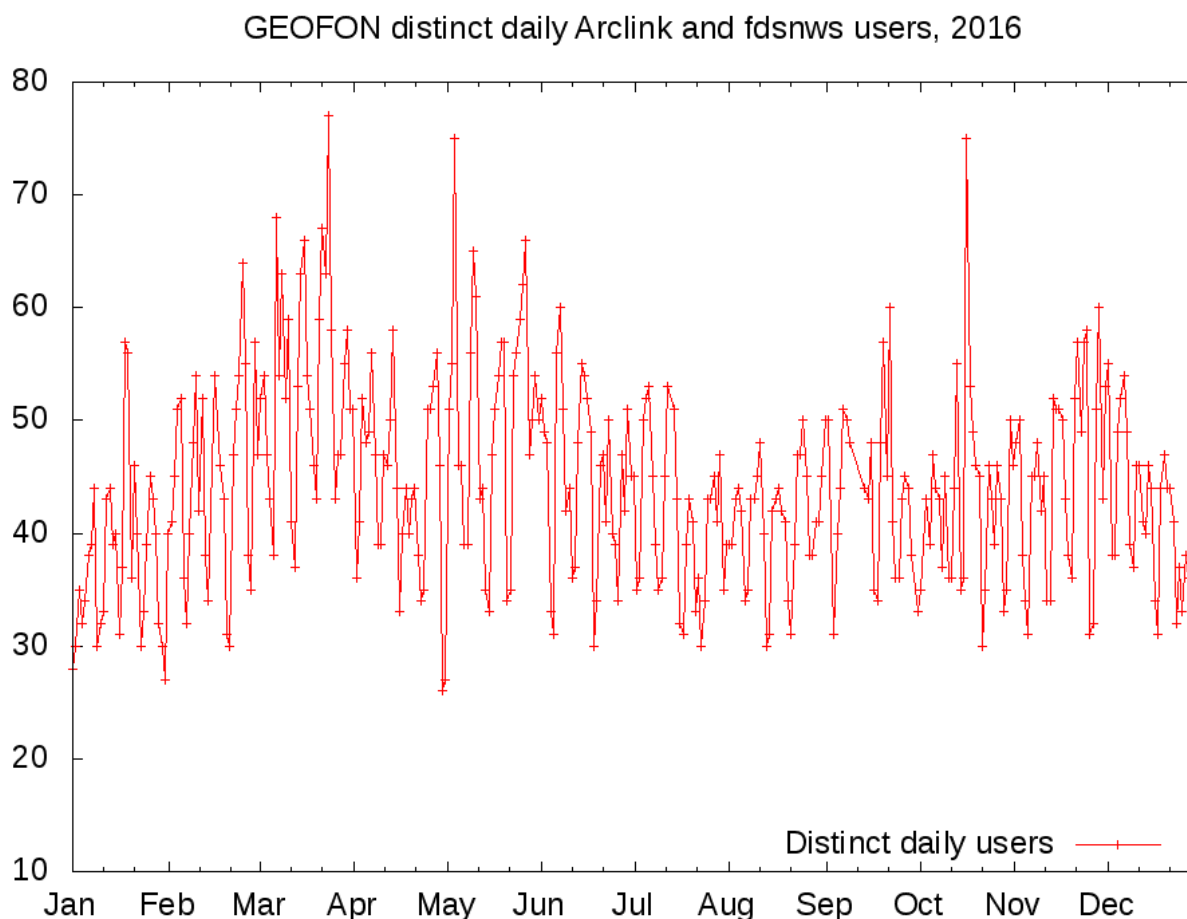 GEOFON distinct daily Arclink and fdsnws users, 2016
80
70
60
50
40
30
20
10
Distinct daily users
Jan Feb Mar Apr May Jun Jul Aug Sep Oct Nov Dec